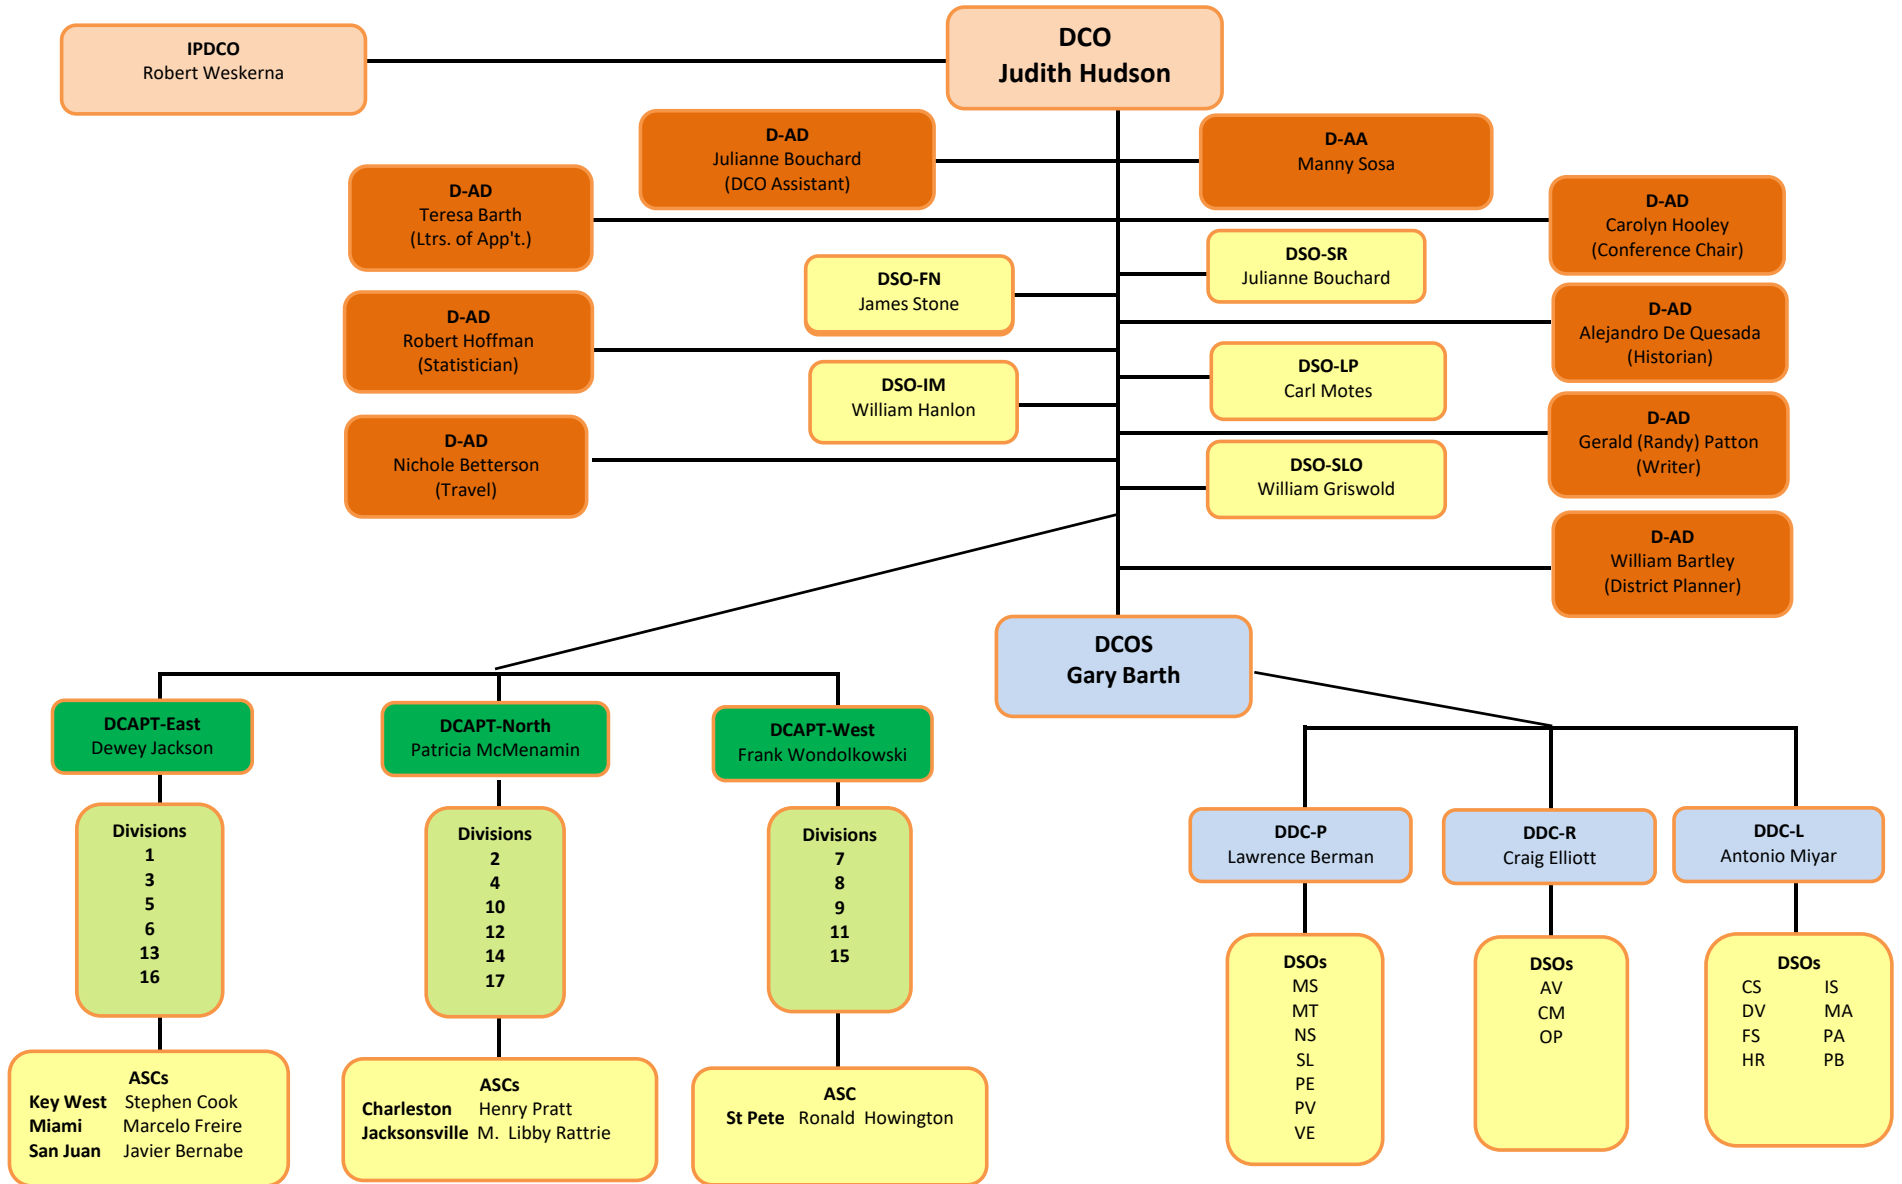 IPDCO
Robert Weskerna
DCO
Judith Hudson
D-AD
Julianne Bouchard
(DCO Assistant)
D-AA
Manny Sosa
D-AD
Teresa Barth
(Ltrs. of App't.)
D-AD
Carolyn Hooley
(Conference Chair)
DSO-SR
Julianne Bouchard
DSO-FN
James Stone
D-AD
Robert Hoffman
(Statistician)
D-AD
Alejandro De Quesada
(Historian)
DSO-LP
Carl Motes
DSO-IM
William Hanlon
D-AD
Gerald (Randy) Patton
(Writer)
D-AD
Nichole Betterson
(Travel)
DSO-SLO
William Griswold
D-AD
William Bartley
(District Planner)
DCOS
Gary Barth
DCAPT-East
Dewey Jackson
DCAPT-North
Patricia McMenamin
DCAPT-West
Frank Wondolkowski
Divisions
1
3
5
6
13
16
Divisions
2
4
10
12
14
17
Divisions
7
8
9
11
15
DDC-P
Lawrence Berman
DDC-R
Craig Elliott
DDC-L
Antonio Miyar
DSOs
MS
MT
NS
SL
PE
PV
VE
DSOs
AV
CM
OP
DSOs
CS IS
DV MA
FS PA
HR PB
ASCs
Key West Stephen Cook
Miami Marcelo Freire
San Juan Javier Bernabe
ASCs
Charleston Henry Pratt
Jacksonsville M. Libby Rattrie
ASC
St Pete Ronald Howington